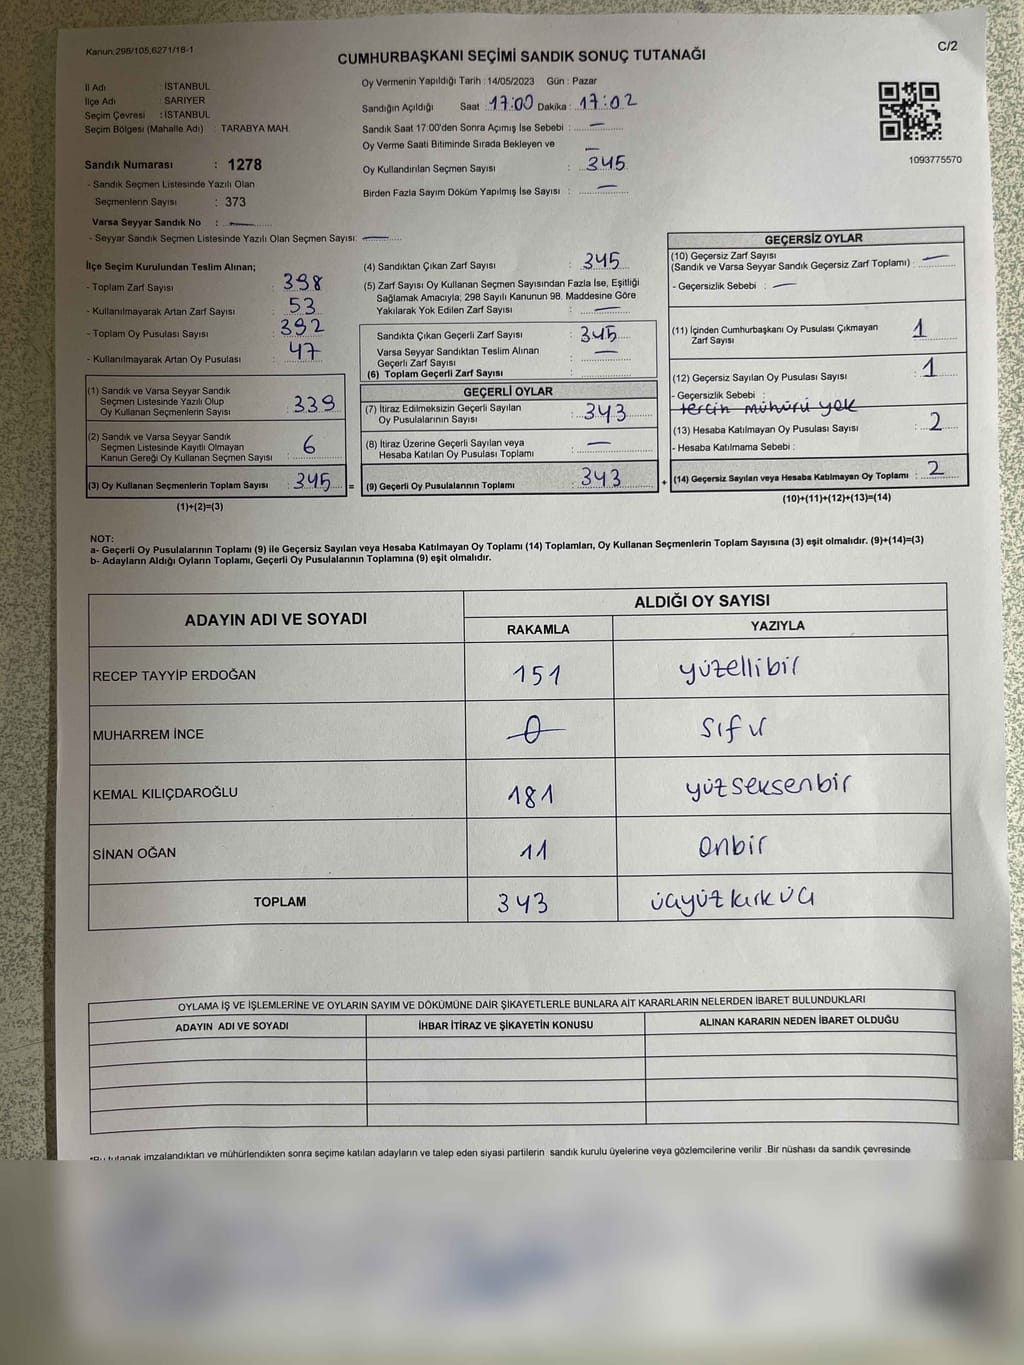 Kanun,298/105,6271/18-1
C/2
CUMHURBAŞKANI SEÇİMİ SANDIK SONUÇ TUTANAĞI
İl Adı : İSTANBUL
İlçe Adı : SARIYER
Seçim Çevresi : İSTANBUL
Seçim Bölgesi (Mahalle Adı) : TARABYA MAH.
Sandık Numarası : 1278
- Sandık Seçmen Listesinde Yazılı Olan
Seçmenlerin Sayısı : 373
Varsa Seyyar Sandık No : —
- Seyyar Sandık Seçmen Listesinde Yazılı Olan Seçmen Sayısı: —
Oy Vermenin Yapıldığı Tarih : 14/05/2023 Gün : Pazar
Sandığın Açıldığı Saat : 17:00 Dakika : 17:02
Sandık Saat 17:00'den Sonra Açımış İse Sebebi : —
Oy Verme Saati Bitiminde Sırada Bekleyen ve —
Oy Kullandırılan Seçmen Sayısı : 345
Birden Fazla Sayım Döküm Yapılmış İse Sayısı : —
1093775570
İlçe Seçim Kurulundan Teslim Alınan;
- Toplam Zarf Sayısı : 398
- Kullanılmayarak Artan Zarf Sayısı : 53
- Toplam Oy Pusulası Sayısı : 392
- Kullanılmayarak Artan Oy Pusulası : 47
(1) Sandık ve Varsa Seyyar Sandık
Seçmen Listesinde Yazılı Olup
Oy Kullanan Seçmenlerin Sayısı : 339
(2) Sandık ve Varsa Seyyar Sandık
Seçmen Listesinde Kayıtlı Olmayan
Kanun Gereği Oy Kullanan Seçmen Sayısı : 6
(3) Oy Kullanan Seçmenlerin Toplam Sayısı : 345 =
(1)+(2)=(3)
(4) Sandıktan Çıkan Zarf Sayısı : 345
(5) Zarf Sayısı Oy Kullanan Seçmen Sayısından Fazla İse, Eşitliği
Sağlamak Amacıyla; 298 Sayılı Kanunun 98. Maddesine Göre
Yakılarak Yok Edilen Zarf Sayısı : —
Sandıkta Çıkan Geçerli Zarf Sayısı : 345
Varsa Seyyar Sandıktan Teslim Alınan
Geçerli Zarf Sayısı : —
(6) Toplam Geçerli Zarf Sayısı :
GEÇERLİ OYLAR
(7) İtiraz Edilmeksizin Geçerli Sayılan
Oy Pusulalarının Sayısı : 343
(8) İtiraz Üzerine Geçerli Sayılan veya
Hesaba Katılan Oy Pusulası Toplamı : —
(9) Geçerli Oy Pusulalarının Toplamı : 343 +
GEÇERSİZ OYLAR
(10) Geçersiz Zarf Sayısı
(Sandık ve Varsa Seyyar Sandık Geçersiz Zarf Toplamı) : —
- Geçersizlik Sebebi : —
(11) İçinden Cumhurbaşkanı Oy Pusulası Çıkmayan
Zarf Sayısı : 1
(12) Geçersiz Sayılan Oy Pusulası Sayısı : 1
- Geçersizlik Sebebi :
tercih mühürü yok
(13) Hesaba Katılmayan Oy Pusulası Sayısı : 2
- Hesaba Katılmama Sebebi :
(14) Geçersiz Sayılan veya Hesaba Katılmayan Oy Toplamı : 2
(10)+(11)+(12)+(13)=(14)
NOT:
a- Geçerli Oy Pusulalarının Toplamı (9) ile Geçersiz Sayılan veya Hesaba Katılmayan Oy Toplamı (14) Toplamları, Oy Kullanan Seçmenlerin Toplam Sayısına (3) eşit olmalıdır. (9)+(14)=(3)
b- Adayların Aldığı Oyların Toplamı, Geçerli Oy Pusulalarının Toplamına (9) eşit olmalıdır.
ADAYIN ADI VE SOYADI
ALDIĞI OY SAYISI
RAKAMLA YAZIYLA
RECEP TAYYİP ERDOĞAN 151 yüzellibir
MUHARREM İNCE 0 sıfır
KEMAL KILIÇDAROĞLU 181 yüzseksenbir
SİNAN OĞAN 11 onbir
TOPLAM 343 üçyüzkırküç
OYLAMA İŞ VE İŞLEMLERİNE VE OYLARIN SAYIM VE DÖKÜMÜNE DAİR ŞİKAYETLERLE BUNLARA AİT KARARLARIN NELERDEN İBARET BULUNDUKLARI
ADAYIN ADI VE SOYADI İHBAR İTİRAZ VE ŞİKAYETİN KONUSU ALINAN KARARIN NEDEN İBARET OLDUĞU
*Bu tutanak imzalandıktan ve mühürlendikten sonra seçime katılan adayların ve talep eden siyasi partilerin sandık kurulu üyelerine veya gözlemcilerine verilir .Bir nüshası da sandık çevresinde